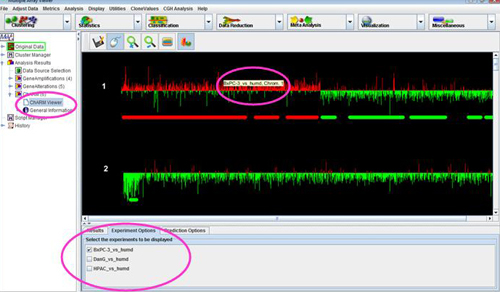 Multiple Array Viewer
File Adjust Data Metrics Analysis Display Utilities CloneValues CGH Analysis Help
Clustering Statistics Classification Data Reduction Meta Analysis Visualization Miscellaneous
Original Data
Cluster Manager
Analysis Results
Data Source Selection
GeneAmplifications (4)
GeneAlterations (5)
ChARM Viewer
General Information
Script Manager
History
BxPC-3_vs_humd, Chrom:
1
2
Results Experiment Options Prediction Options
Select the experiments to be displayed
BxPC-3_vs_humd
DanG_vs_humd
HPAC_vs_humd